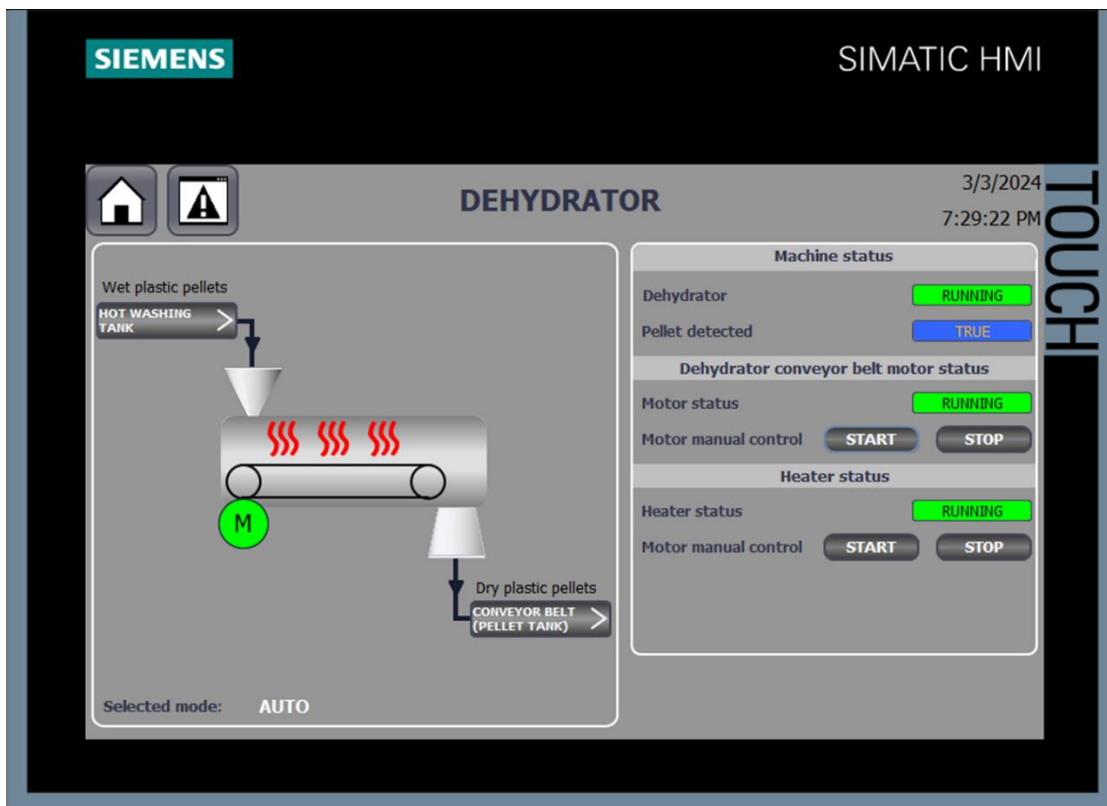 SIEMENS
SIMATIC HMI
TOUCH
DEHYDRATOR
3/3/2024
7:29:22 PM
Wet plastic pellets
HOT WASHING
TANK
M
Dry plastic pellets
CONVEYOR BELT
(PELLET TANK)
Selected mode: AUTO
Machine status
Dehydrator RUNNING
Pellet detected TRUE
Dehydrator conveyor belt motor status
Motor status RUNNING
Motor manual control START STOP
Heater status
Heater status RUNNING
Motor manual control START STOP